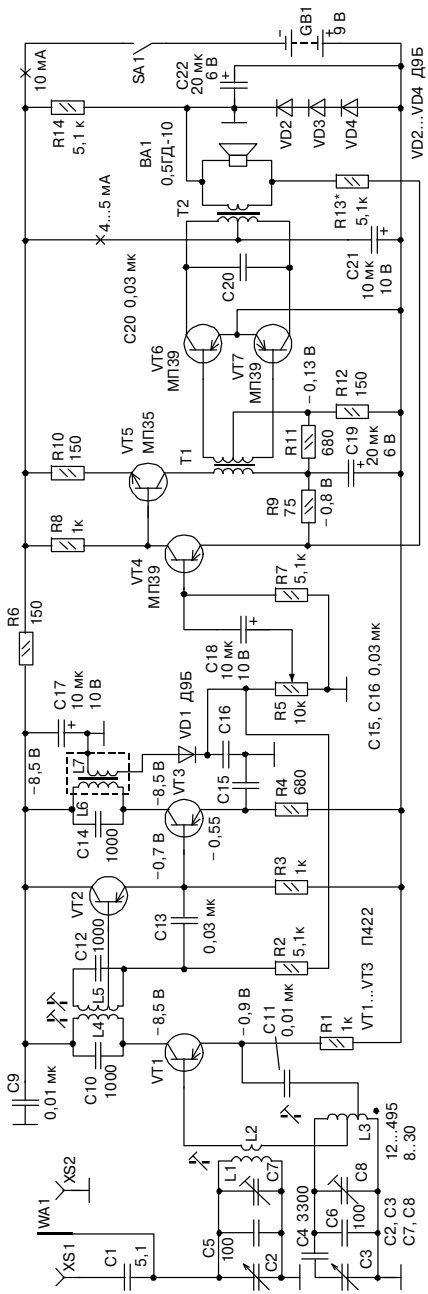 XS1
WA1
XS2
C1
5,1
C9
0,01 мк
C10
1000
L4
L5
C12
1000
VT2
C5
100
C2
L1
C7
L2
VT1
−8,5 В
−0,9 В
C11
0,01 мк
C4 3300
C6
100
C3
C8
L3
12...495
8..30
C2, C3
C7, C8
R1
1к
VT1...VT3 П422
C13
0,03 мк
R2
5,1к
R3
1к
−0,7 В
−0,55
−8,5 В
VT3
C14
1000
L6
L7
−8,5 В
C17
10 мк
10 В
VD1 Д9Б
C15
C16
R4
680
R5
10к
C15, C16 0,03 мк
R6
150
C18
10 мк
10 В
R7
5,1к
VT4
МП39
R8
1к
R10
150
VT5
МП35
T1
R9
75
−0,8 В
R11
680
−0,13 В
C19
20 мк
6 В
R12
150
VT6
МП39
VT7
МП39
C20 0,03 мк
C20
4...5 мА
T2
C21
10 мк
10 В
BA1
0,5ГД-10
R13*
5,1к
R14
5,1 к
10 мА
SA1
C22
20 мк
6 В
VD2
VD3
VD4
VD2...VD4 Д9Б
GB1
9 В
− +